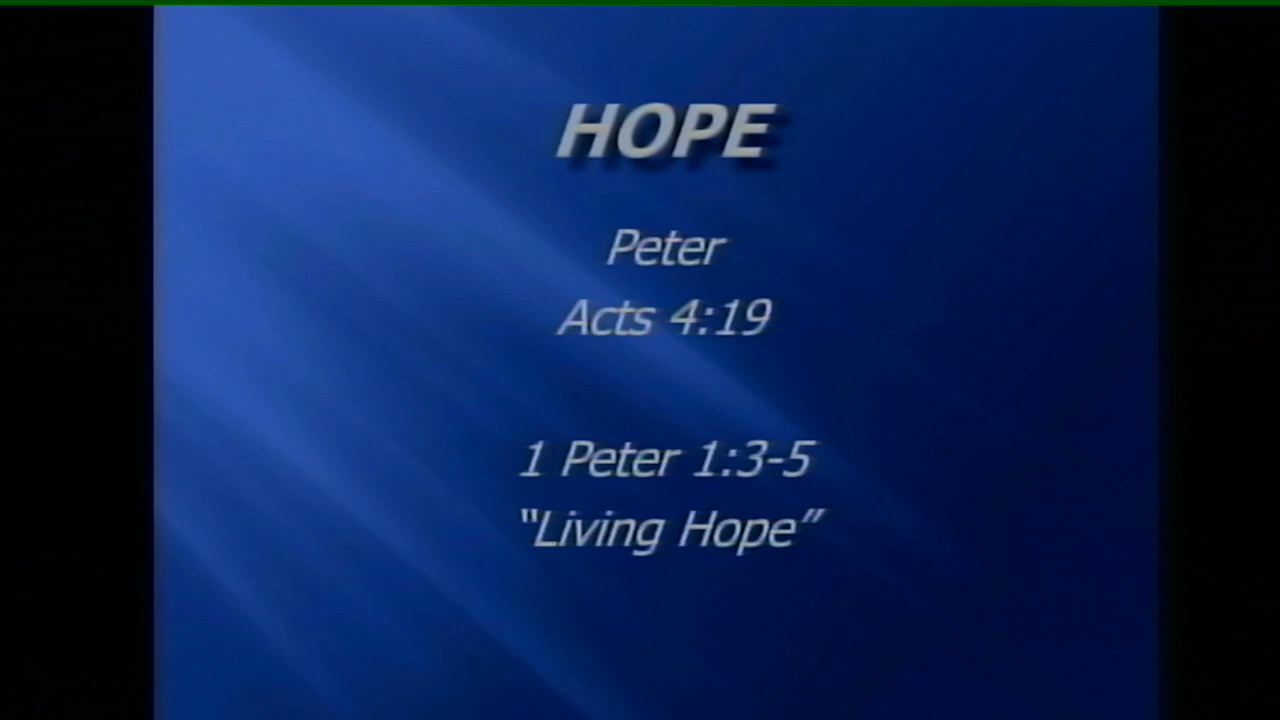 HOPE
Peter
Acts 4:19
1 Peter 1:3-5
“Living Hope”